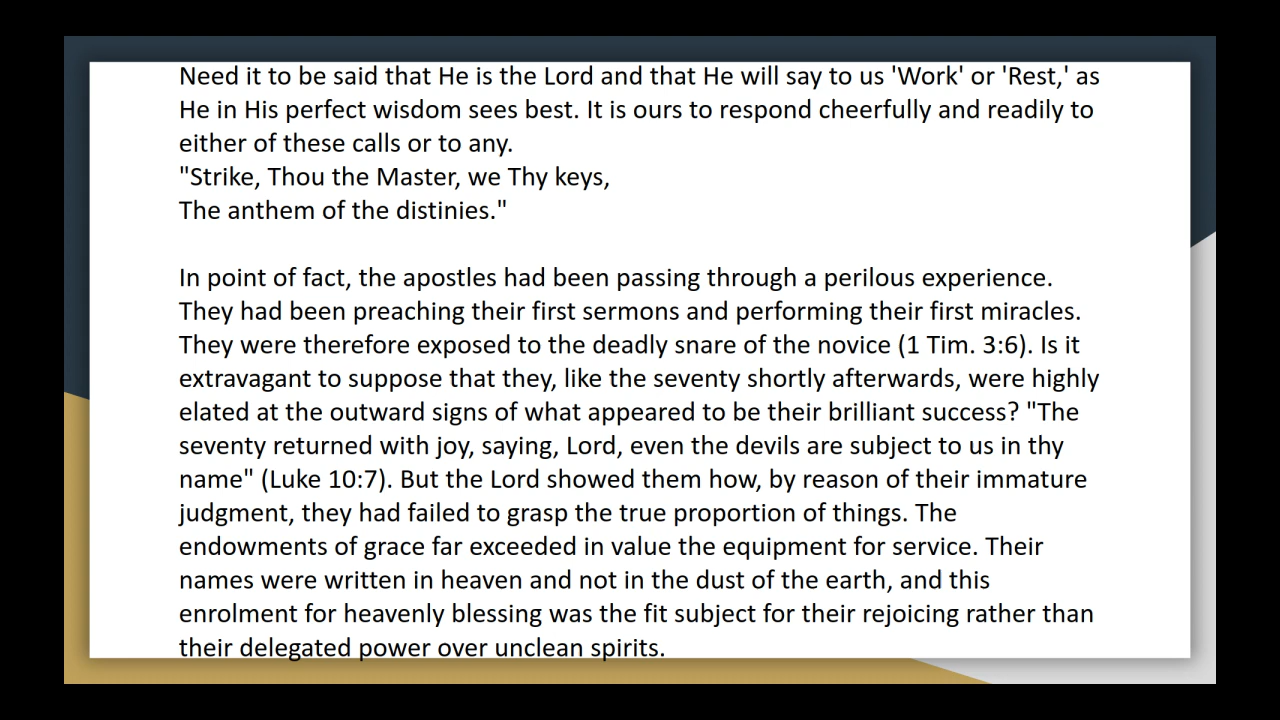 Need it to be said that He is the Lord and that He will say to us 'Work' or 'Rest,' as
He in His perfect wisdom sees best. It is ours to respond cheerfully and readily to
either of these calls or to any.
"Strike, Thou the Master, we Thy keys,
The anthem of the distinies."
In point of fact, the apostles had been passing through a perilous experience.
They had been preaching their first sermons and performing their first miracles.
They were therefore exposed to the deadly snare of the novice (1 Tim. 3:6). Is it
extravagant to suppose that they, like the seventy shortly afterwards, were highly
elated at the outward signs of what appeared to be their brilliant success? "The
seventy returned with joy, saying, Lord, even the devils are subject to us in thy
name" (Luke 10:7). But the Lord showed them how, by reason of their immature
judgment, they had failed to grasp the true proportion of things. The
endowments of grace far exceeded in value the equipment for service. Their
names were written in heaven and not in the dust of the earth, and this
enrolment for heavenly blessing was the fit subject for their rejoicing rather than
their delegated power over unclean spirits.